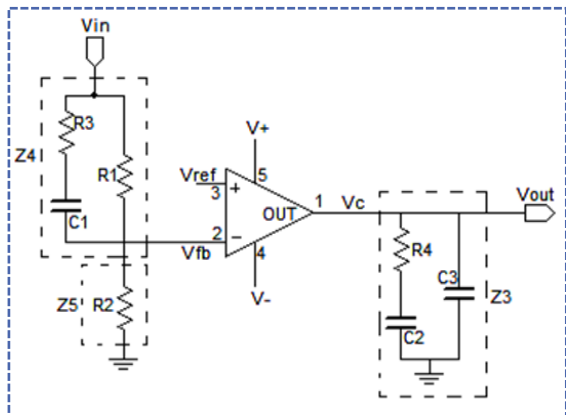 Vin
R3
Z4
R1
C1
V+
Vref
3
+
5
OUT
1
Vc
Vout
2
−
4
Vfb
V-
R4
C3
Z3
C2
Z5
R2